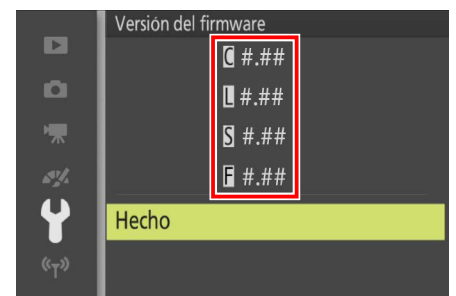 Versión del firmware
C #.##
L #.##
S #.##
F #.##
Hecho